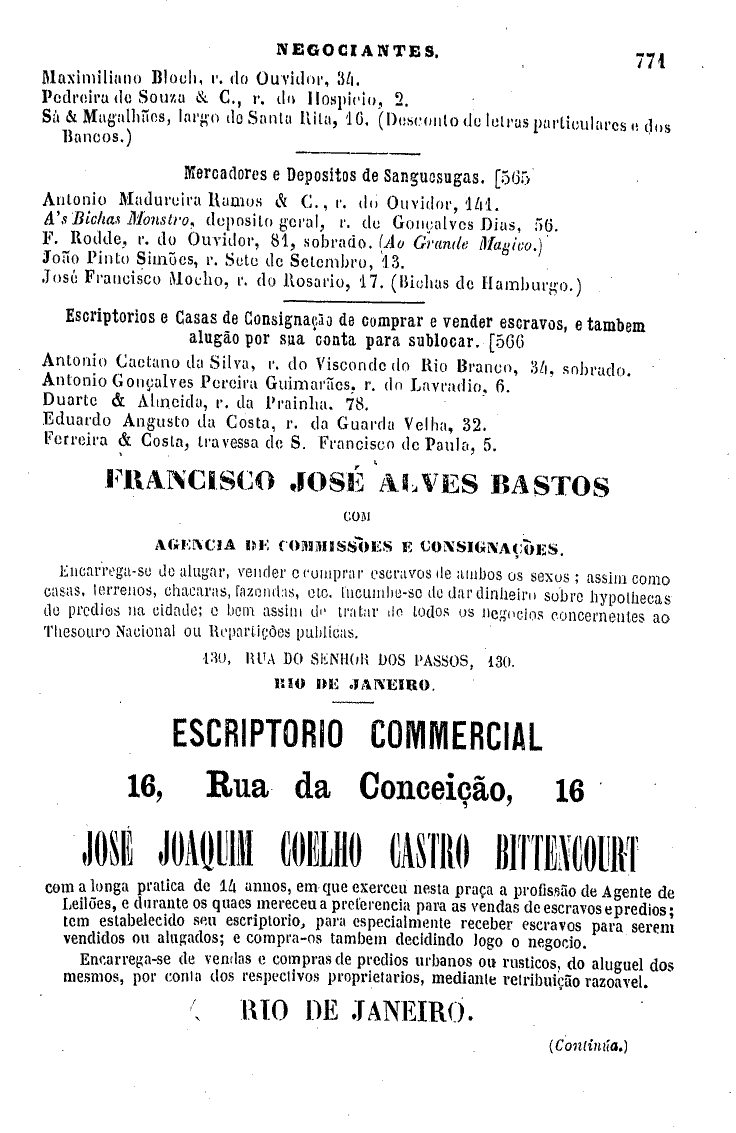 NEGOCIANTES.
771
Maximiliano Bloch, r. do Ouvidor, 34.
Pedreira de Souza & C., r. do Hospicio, 2.
Sá & Magalhães, largo de Santa Rita, 16. (Desconto de letras particulares e dos
Bancos.)
Mercadores e Depositos de Sanguesugas. [565
Antonio Madureira Ramos & C., r. do Ouvidor, 141.
A's Bichas Monstro, deposito geral, r. de Gonçalves Dias, 56.
F. Rodde, r. do Ouvidor, 81, sobrado. (Ao Grande Magico.)
João Pinto Simões, r. Sete de Setembro, 13.
José Francisco Mocho, r. do Rosario, 17. (Bichas de Hamburgo.)
Escriptorios e Casas de Consignação de comprar e vender escravos, e tambem
alugão por sua conta para sublocar. [566
Antonio Caetano da Silva, r. do Visconde do Rio Branco, 34, sobrado.
Antonio Gonçalves Pereira Guimarães, r. do Lavradio, 6.
Duarte & Almeida, r. da Prainha, 78.
Eduardo Angusto da Costa, r. da Guarda Velha, 32.
Ferreira & Costa, travessa de S. Francisco de Paula, 5.
FRANCISCO JOSÉ ALVES BASTOS
COM
AGENCIA DE COMMISSÕES E CONSIGNAÇÕES.
Encarrega-se de alugar, vender e comprar escravos de ambos os sexos ; assim como
casas, terrenos, chacaras, fazendas, etc. Incumbe-se de dar dinheiro sobre hypothecas
de predios na cidade; e bem assim de tratar de todos os negocios concernentes ao
Thesouro Nacional ou Repartições publicas.
130, RUA DO SENHOR DOS PASSOS, 130.
RIO DE JANEIRO.
ESCRIPTORIO COMMERCIAL
16, Rua da Conceição, 16
JOSÉ JOAQUIM COELHO CASTRO BITTENCOURT
com a longa pratica de 14 annos, em que exerceu nesta praça a profissão de Agente de
Leilões, e durante os quaes mereceu a preferencia para as vendas de escravos e predios;
tem estabelecido seu escriptorio, para especialmente receber escravos para serem
vendidos ou alugados; e compra-os tambem decidindo logo o negocio.
Encarrega-se de vendas e compras de predios urbanos ou rusticos, do aluguel dos
mesmos, por conta dos respectivos proprietarios, mediante retribuição razoavel.
RIO DE JANEIRO.
(Continúa.)